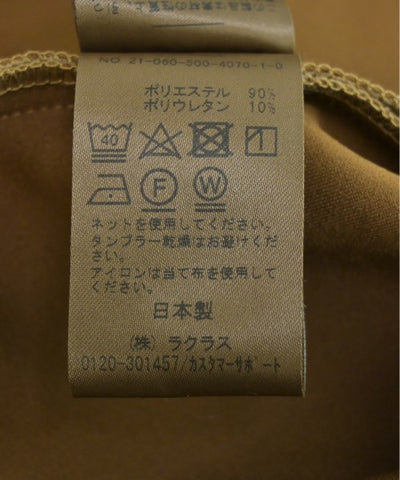 NO 21-060-500-4070-1-0
ポリエステル 90%
ポリウレタン 10%
40
F W
ネットを使用してください。
タンブラー乾燥はお避けくだ
さい。
アイロンは当て布を使用して
ください。
日本製
(株) ラクラス
0120-301457/カスタマーサポート